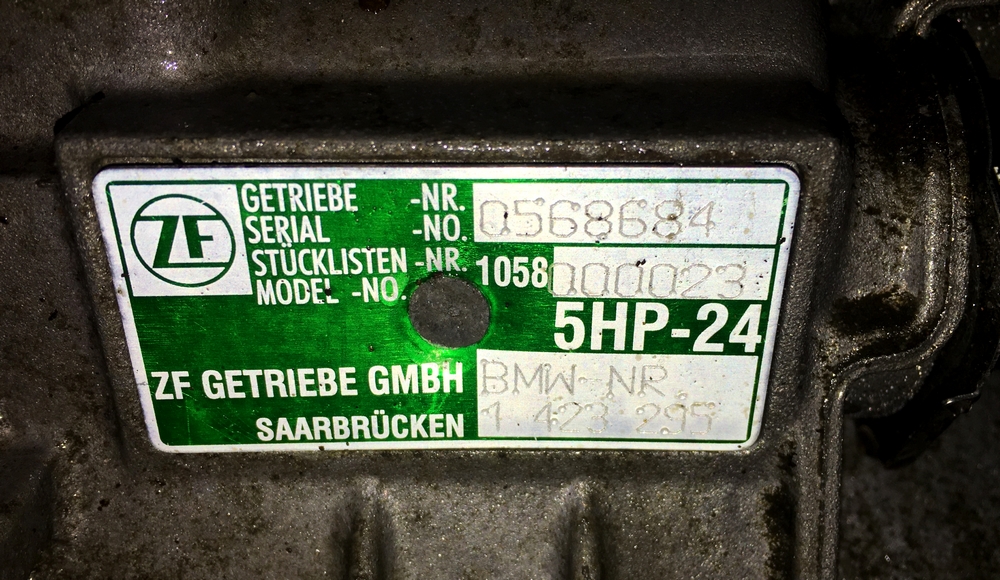 ZF
GETRIEBE -NR.
SERIAL -NO. 0568684
STÜCKLISTEN -NR.
MODEL -NO. 1058 000023
5HP-24
ZF GETRIEBE GMBH BMW-NR
SAARBRÜCKEN 1 423 295